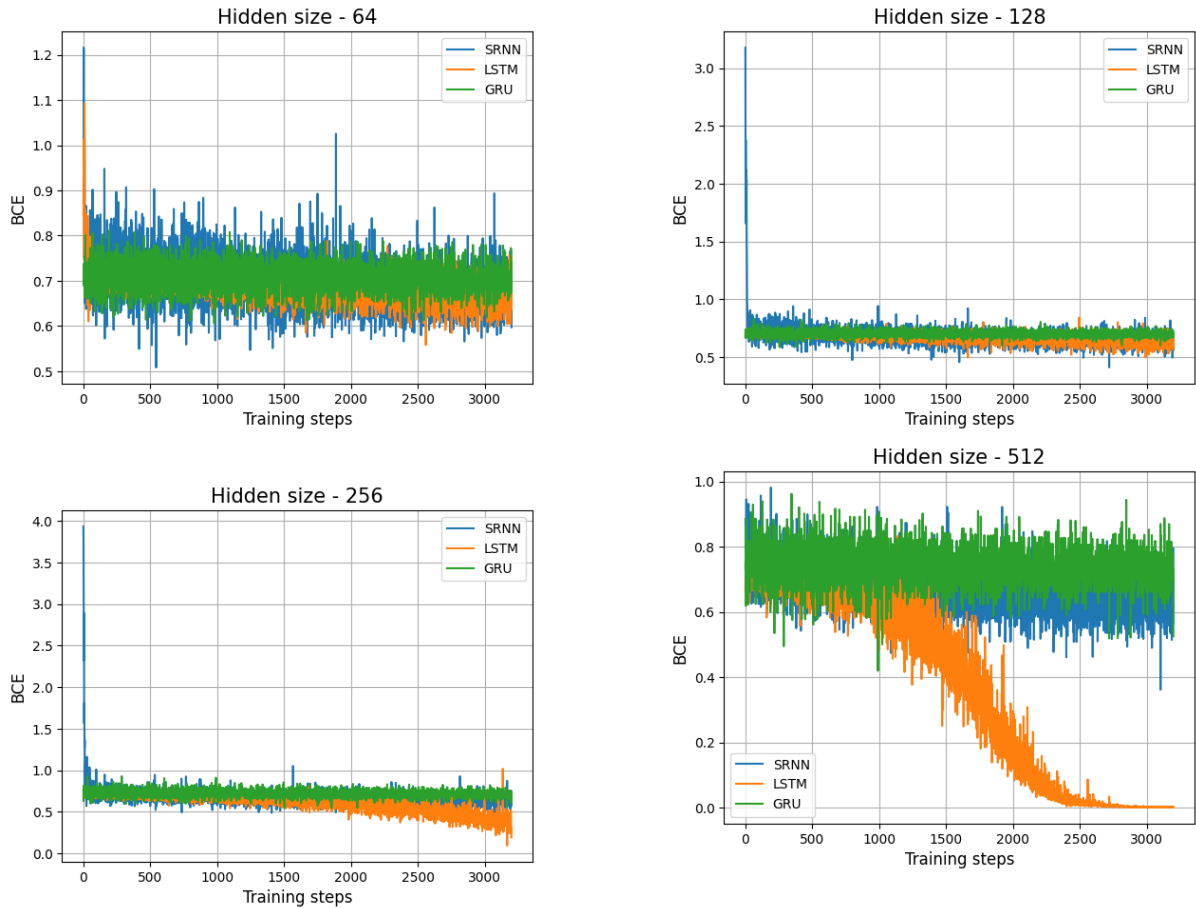 Hidden size - 64
1.2
1.1
1.0
0.9
0.8
0.7
0.6
0.5
BCE
SRNN
LSTM
GRU
0 500 1000 1500 2000 2500 3000
Training steps
Hidden size - 128
3.0
2.5
2.0
1.5
1.0
0.5
BCE
SRNN
LSTM
GRU
0 500 1000 1500 2000 2500 3000
Training steps
Hidden size - 256
4.0
3.5
3.0
2.5
2.0
1.5
1.0
0.5
0.0
BCE
SRNN
LSTM
GRU
0 500 1000 1500 2000 2500 3000
Training steps
Hidden size - 512
1.0
0.8
0.6
0.4
0.2
0.0
BCE
SRNN
LSTM
GRU
0 500 1000 1500 2000 2500 3000
Training steps